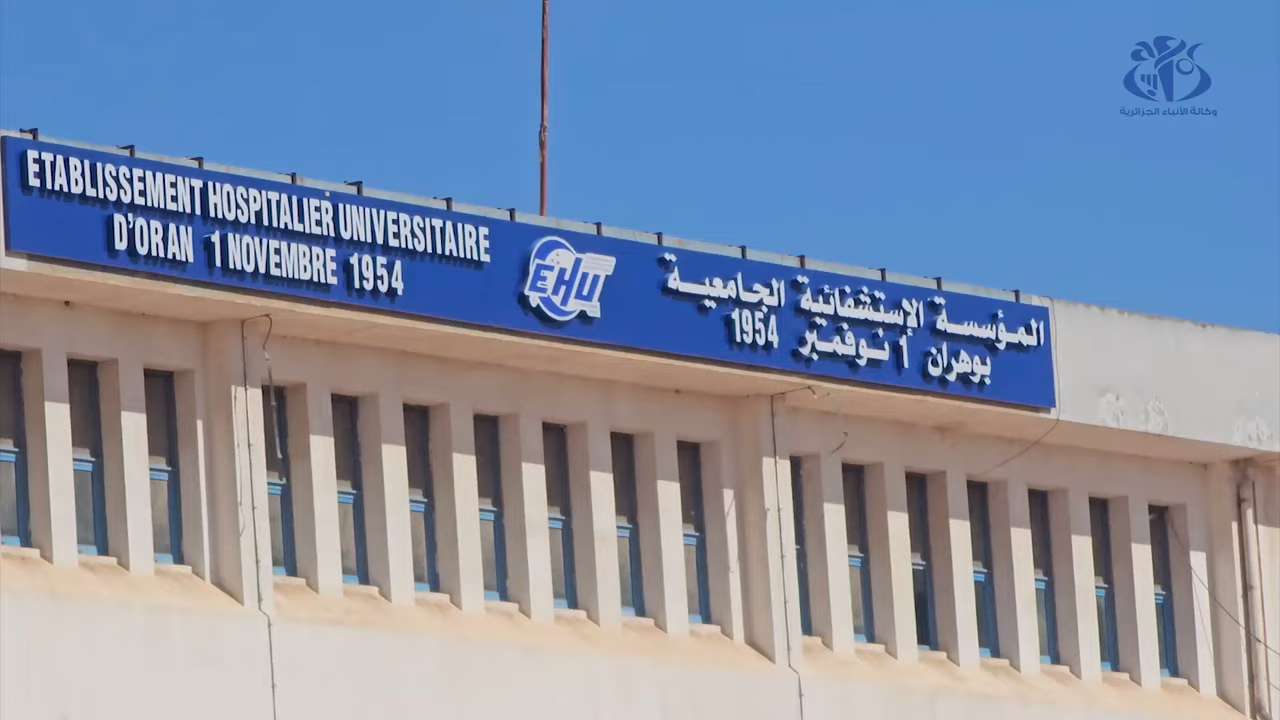 ETABLISSEMENT HOSPITALIER UNIVERSITAIRE
D'ORAN 1 NOVEMBRE 1954
EHU
المؤسسة الإستشفائية الجامعية
بوهران 1 نوفمبر 1954
وكالة الأنباء الجزائرية